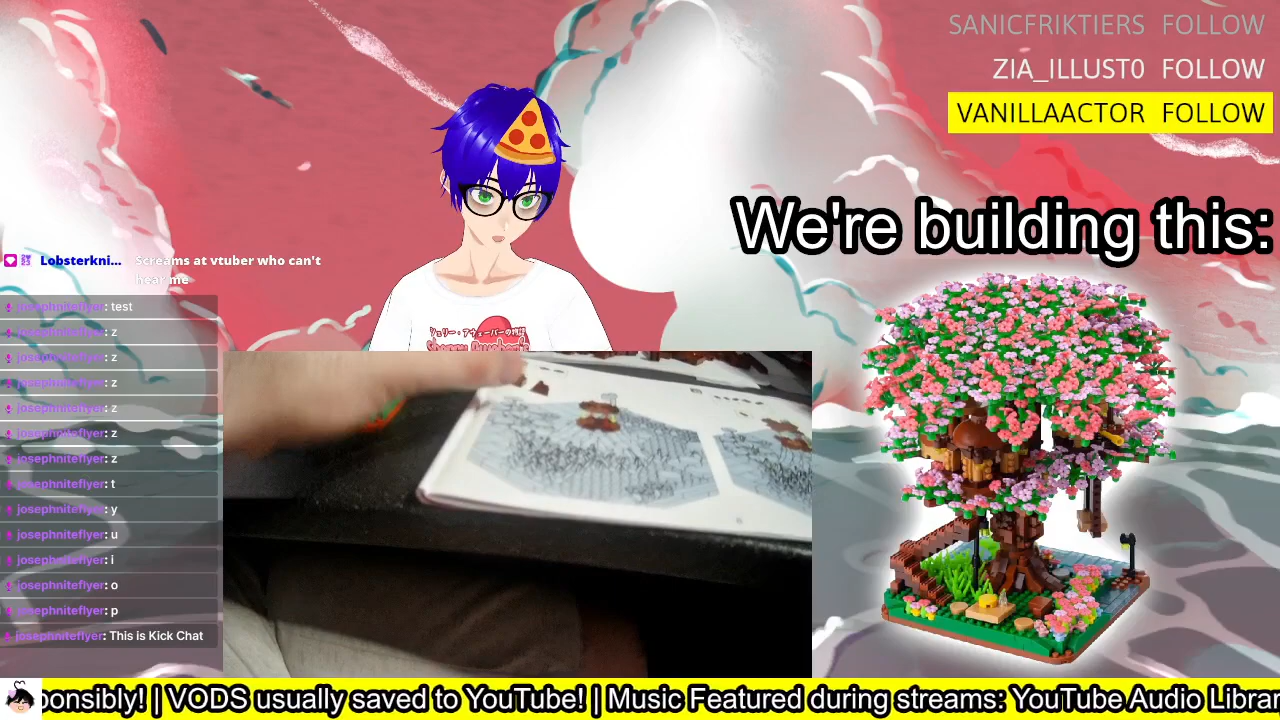 SANICFRIKTIERS FOLLOW
ZIA_ILLUST0 FOLLOW
VANILLAACTOR FOLLOW
We're building this:
Lobsterkni... Screams at vtuber who can't
hear me
josephniteflyer: test
josephniteflyer: z
josephniteflyer: z
josephniteflyer: z
josephniteflyer: z
josephniteflyer: z
josephniteflyer: z
josephniteflyer: t
josephniteflyer: y
josephniteflyer: u
josephniteflyer: i
josephniteflyer: o
josephniteflyer: p
josephniteflyer: This is Kick Chat
ponsibly! | VODS usually saved to YouTube! | Music Featured during streams: YouTube Audio Librar